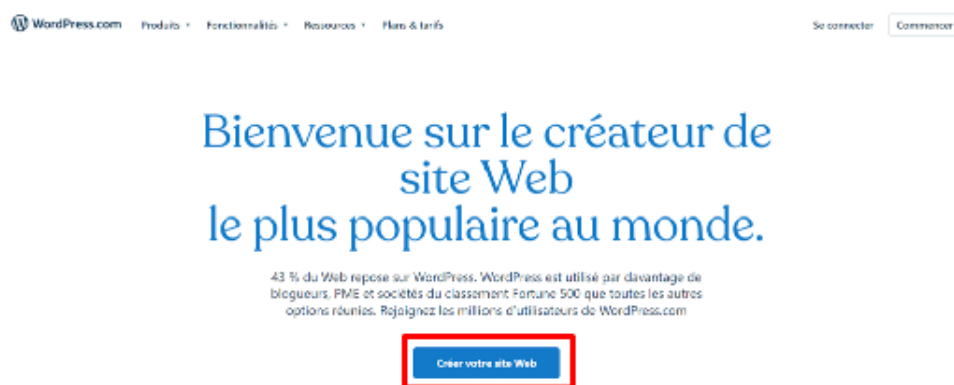 WordPress.com Produits Fonctionnalités Ressources Plans & tarifs Se connecter Commencer
Bienvenue sur le créateur de
site Web
le plus populaire au monde.
43 % du Web repose sur WordPress. WordPress est utilisé par davantage de
blogueurs, PME et sociétés du classement Fortune 500 que toutes les autres
options réunies. Rejoignez les millions d'utilisateurs de WordPress.com
Créer votre site Web